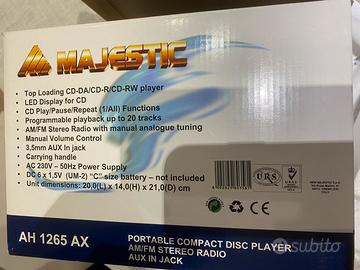 MAJESTIC
• Top Loading CD-DA/CD-R/CD-RW player
• LED Display for CD
• CD Play/Pause/Repeat (1/All) Functions
• Programmable playback up to 20 tracks
• AM/FM Stereo Radio with manual analogue tuning
• Manual Volume Control
• 3,5mm AUX In jack
• Carrying handle
• AC 230V – 50Hz Power Supply
• DC 6 x 1,5V (UM-2) "C" size battery – not included
• Unit dimensions: 20,0(L) x 14,0(H) x 21,0(D) cm
URS
CE
AH 1265 AX
PORTABLE COMPACT DISC PLAYER
AM/FM STEREO RADIO
AUX IN JACK
subito